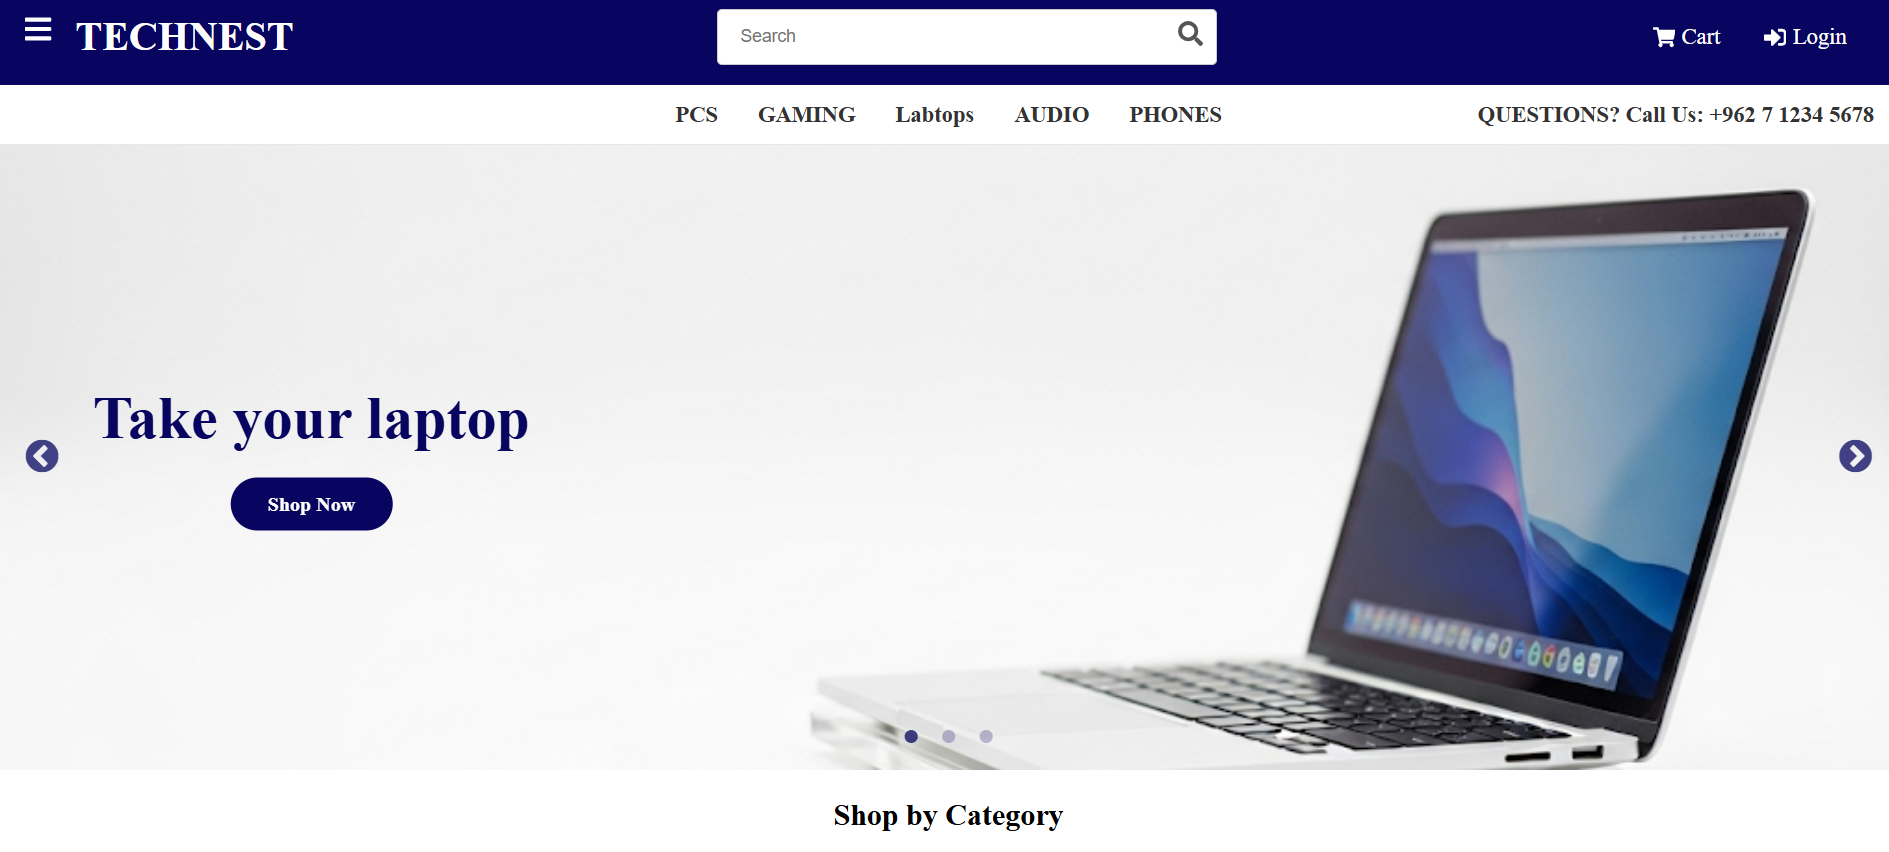 TECHNEST
Search
Cart
Login
PCS GAMING Labtops AUDIO PHONES
QUESTIONS? Call Us: +962 7 1234 5678
Take your laptop
Shop Now
Shop by Category